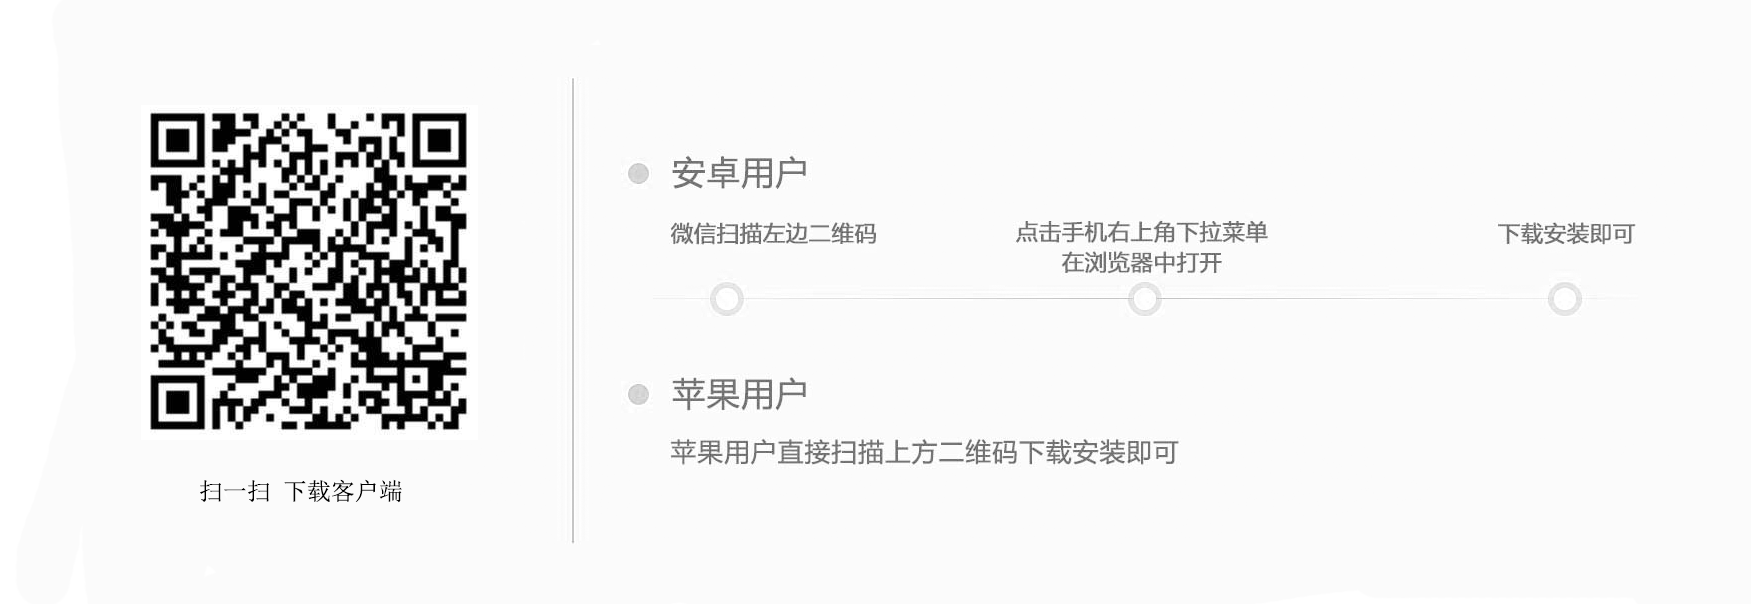 扫一扫 下载客户端
安卓用户
微信扫描左边二维码
点击手机右上角下拉菜单
在浏览器中打开
下载安装即可
苹果用户
苹果用户直接扫描上方二维码下载安装即可